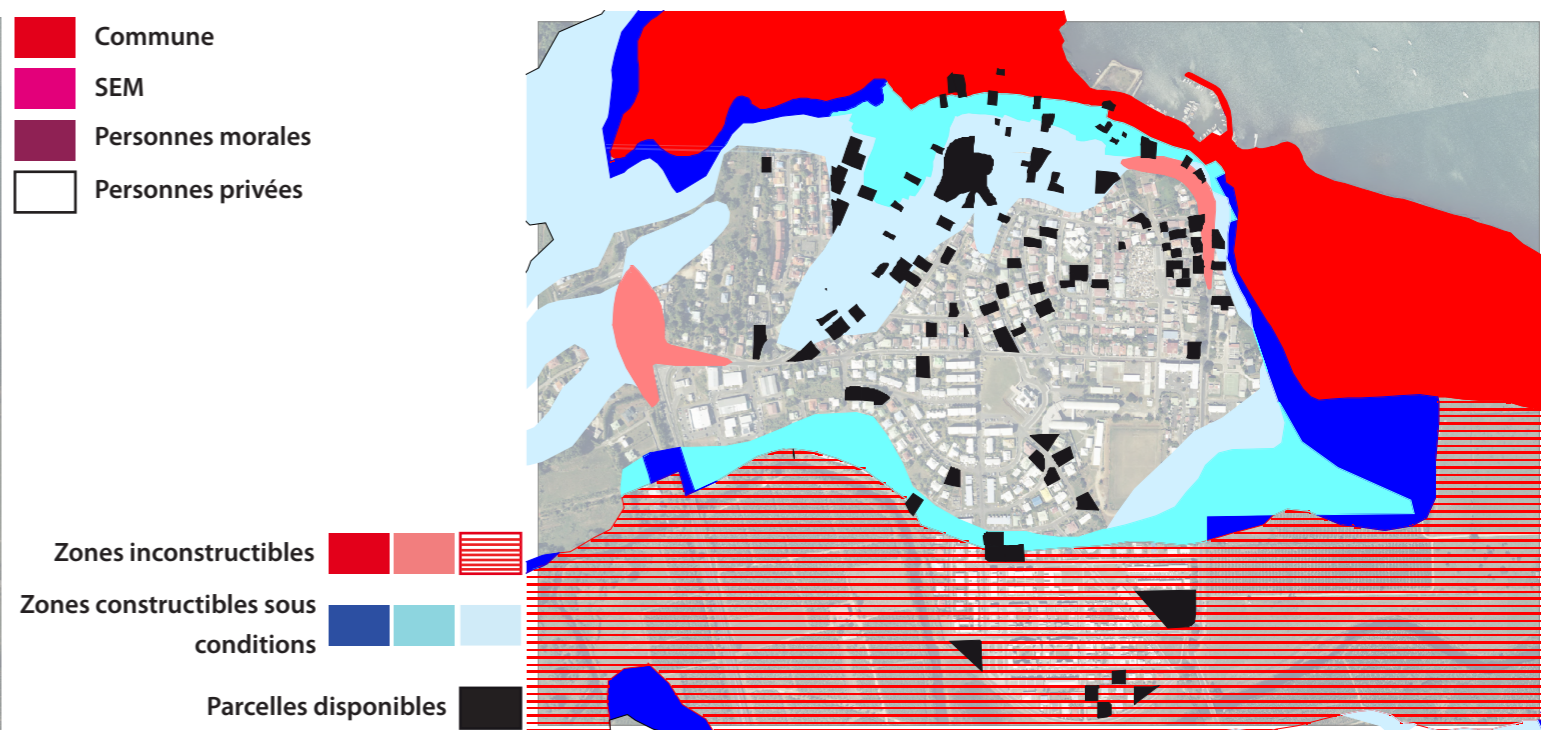 Commune
SEM
Personnes morales
Personnes privées
Zones inconstructibles
Zones constructibles sous
conditions
Parcelles disponibles